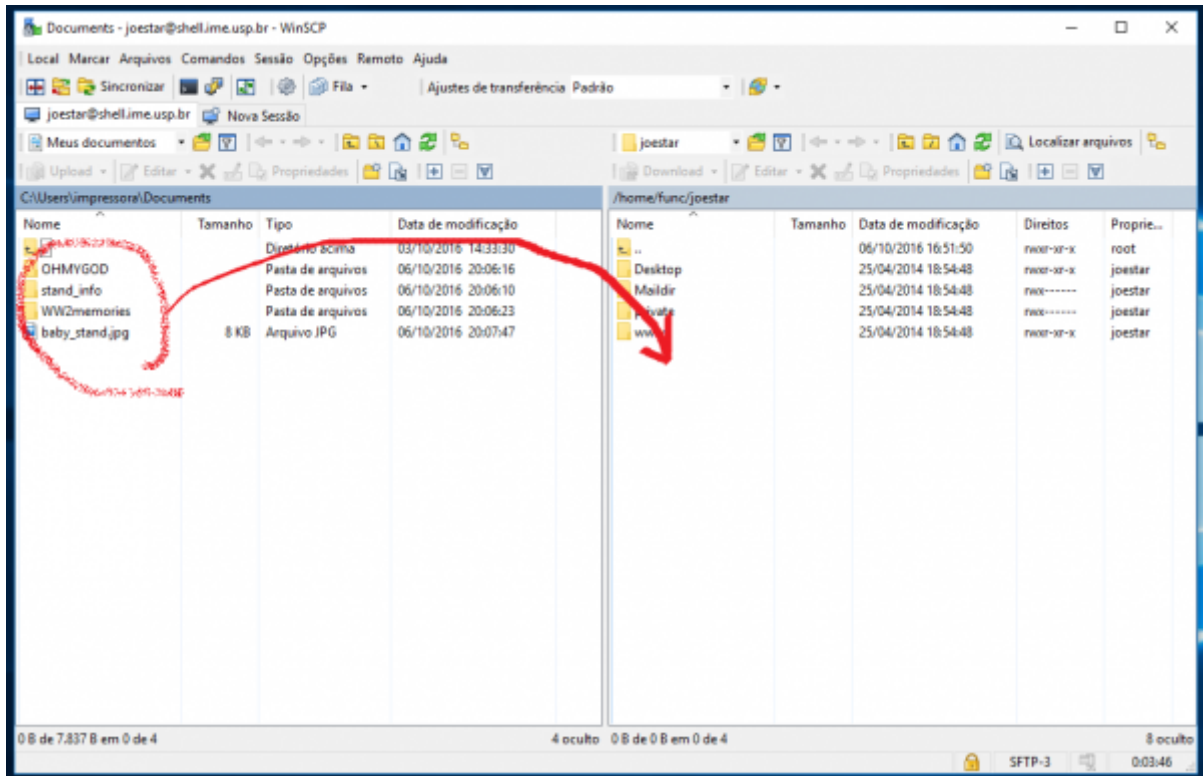 Documents - joestar@shell.ime.usp.br - WinSCP
Local Marcar Arquivos Comandos Sessão Opções Remoto Ajuda
Sincronizar Fila Ajustes de transferência Padrão
joestar@shell.ime.usp.br Nova Sessão
Meus documentos joestar Localizar arquivos
Upload Editar Propriedades Download Editar Propriedades
C:\Users\impressora\Documents /home/func/joestar
Nome Tamanho Tipo Data de modificação Nome Tamanho Data de modificação Direitos Proprie...
Diretório acima 03/10/2016 14:33:30 .. 06/10/2016 16:51:50 rwxr-xr-x root
OHMYGOD Pasta de arquivos 06/10/2016 20:06:16 Desktop 25/04/2014 18:54:48 rwxr-xr-x joestar
stand_info Pasta de arquivos 06/10/2016 20:06:10 Maildir 25/04/2014 18:54:48 rwx------ joestar
WW2memories Pasta de arquivos 06/10/2016 20:06:23 private 25/04/2014 18:54:48 rwx------ joestar
baby_stand.jpg 8 KB Arquivo JPG 06/10/2016 20:07:47 25/04/2014 18:54:48 rwxr-xr-x joestar
0 B de 7.837 B em 0 de 4 4 oculto 0 B de 0 B em 0 de 4 8 oculto
SFTP-3 0:03:46